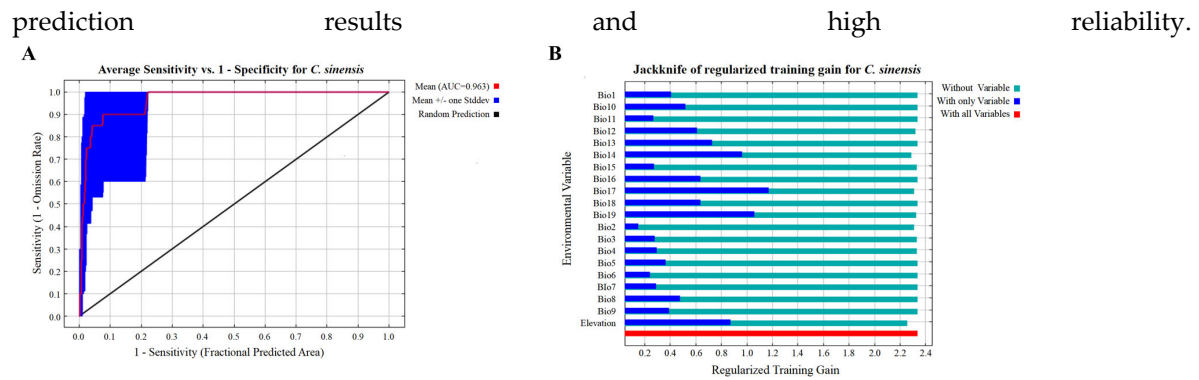 prediction results and high reliability.
A
Average Sensitivity vs. 1 - Specificity for C. sinensis
Mean (AUC=0.963)
Mean +/- one Stddev
Random Prediction
Sensitivity (1 - Omission Rate)
1.0
0.9
0.8
0.7
0.6
0.5
0.4
0.3
0.2
0.1
0.0
0.0 0.1 0.2 0.3 0.4 0.5 0.6 0.7 0.8 0.9 1.0
1 - Sensitivity (Fractional Predicted Area)
B
Jackknife of regularized training gain for C. sinensis
Without Variable
With only Variable
With all Variables
Environmental Variable
Bio1
Bio10
Bio11
Bio12
Bio13
Bio14
Bio15
Bio16
Bio17
Bio18
Bio19
Bio2
Bio3
Bio4
Bio5
Bio6
BIo7
Bio8
Bio9
Elevation
0.2 0.4 0.6 0.8 1.0 1.2 1.4 1.6 1.8 2.0 2.2 2.4
Regularized Training Gain